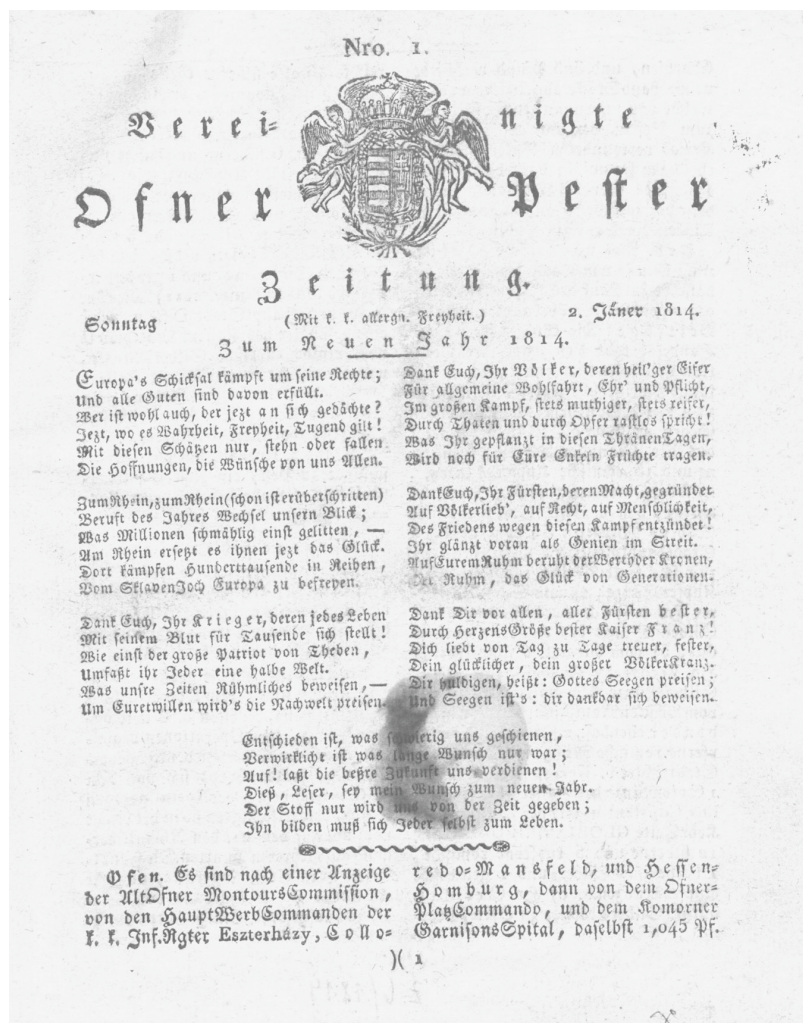 Nro. 1.
Verei= nigte
Ofner Pester
Zeitung.
Sonntag (Mit k. k. allergn. Freyheit.) 2. Jäner 1814.
Zum Neuen Jahr 1814.
Europa's Schicksal kämpft um seine Rechte;
Und alle Guten sind davon erfüllt.
Wer ist wohl auch, der jezt an sich gedächte?
Jezt, wo es Wahrheit, Freyheit, Tugend gilt!
Mit diesen Schätzen nur, stehn oder fallen
Die Hoffnungen, die Wünsche von uns Allen.
Zum Rhein, zum Rhein (schon ist er überschritten)
Beruft des Jahres Wechsel unsern Blick;
Was Millionen schmählig einst gelitten, —
Am Rhein ersetzt es ihnen jezt das Glück.
Dort kämpfen Hunderttausende in Reihen,
Vom SklavenJoch Europa zu befreyen.
Dank Euch, Ihr Krieger, deren jedes Leben
Mit seinem Blut für Tausende sich stellt!
Wie einst der große Patriot von Theben,
Umfaßt ihr Jeder eine halbe Welt.
Was unsre Zeiten Rühmliches beweisen, —
Um Euretwillen wird's die Nachwelt preisen.
Dank Euch, Ihr Völker, deren heil'ger Eifer
Für allgemeine Wohlfahrt, Ehr' und Pflicht,
Im großen Kampf, stets muthiger, stets reifer,
Durch Thaten und durch Opfer rastlos spricht!
Was Ihr gepflanzt in diesen ThränenTagen,
Wird noch für Eure Enkeln Früchte tragen.
Dank Euch, Ihr Fürsten, deren Macht, gegründet
Auf Völkerlieb', auf Recht, auf Menschlichkeit,
Des Friedens wegen diesen Kampf entzündet!
Ihr glänzt voran als Genien im Streit.
Auf Eurem Ruhm beruht der Werth der Kronen,
Der Ruhm, das Glück von Generationen.
Dank Dir vor allen, aller Fürsten bester,
Durch HerzensGröße bester Kaiser Franz!
Dich liebt von Tag zu Tage treuer, fester,
Dein glücklicher, dein großer VölkerKranz.
Dir huldigen, heißt: Gottes Seegen preisen;
Und Seegen ist's: dir dankbar sich beweisen.
Entschieden ist, was schwierig uns geschienen,
Verwirklicht ist was lange Wunsch nur war;
Auf! laßt die beßre Zukunft uns verdienen!
Dieß, Leser, sey mein Wunsch zum neuen Jahr.
Der Stoff nur wird uns von der Zeit gegeben;
Ihn bilden muß sich Jeder selbst zum Leben.
Ofen. Es sind nach einer Anzeige
der AltOfner MontoursCommission,
von den HauptWerbCommanden der
k. k. Inf.Rgter Eszterházy, Collo-
redo-Mansfeld, und Hessen-
Homburg, dann von dem Ofner-
PlatzCommando, und dem Komorner
GarnisonsSpital, daselbst 1,045 Pf.
)( 1